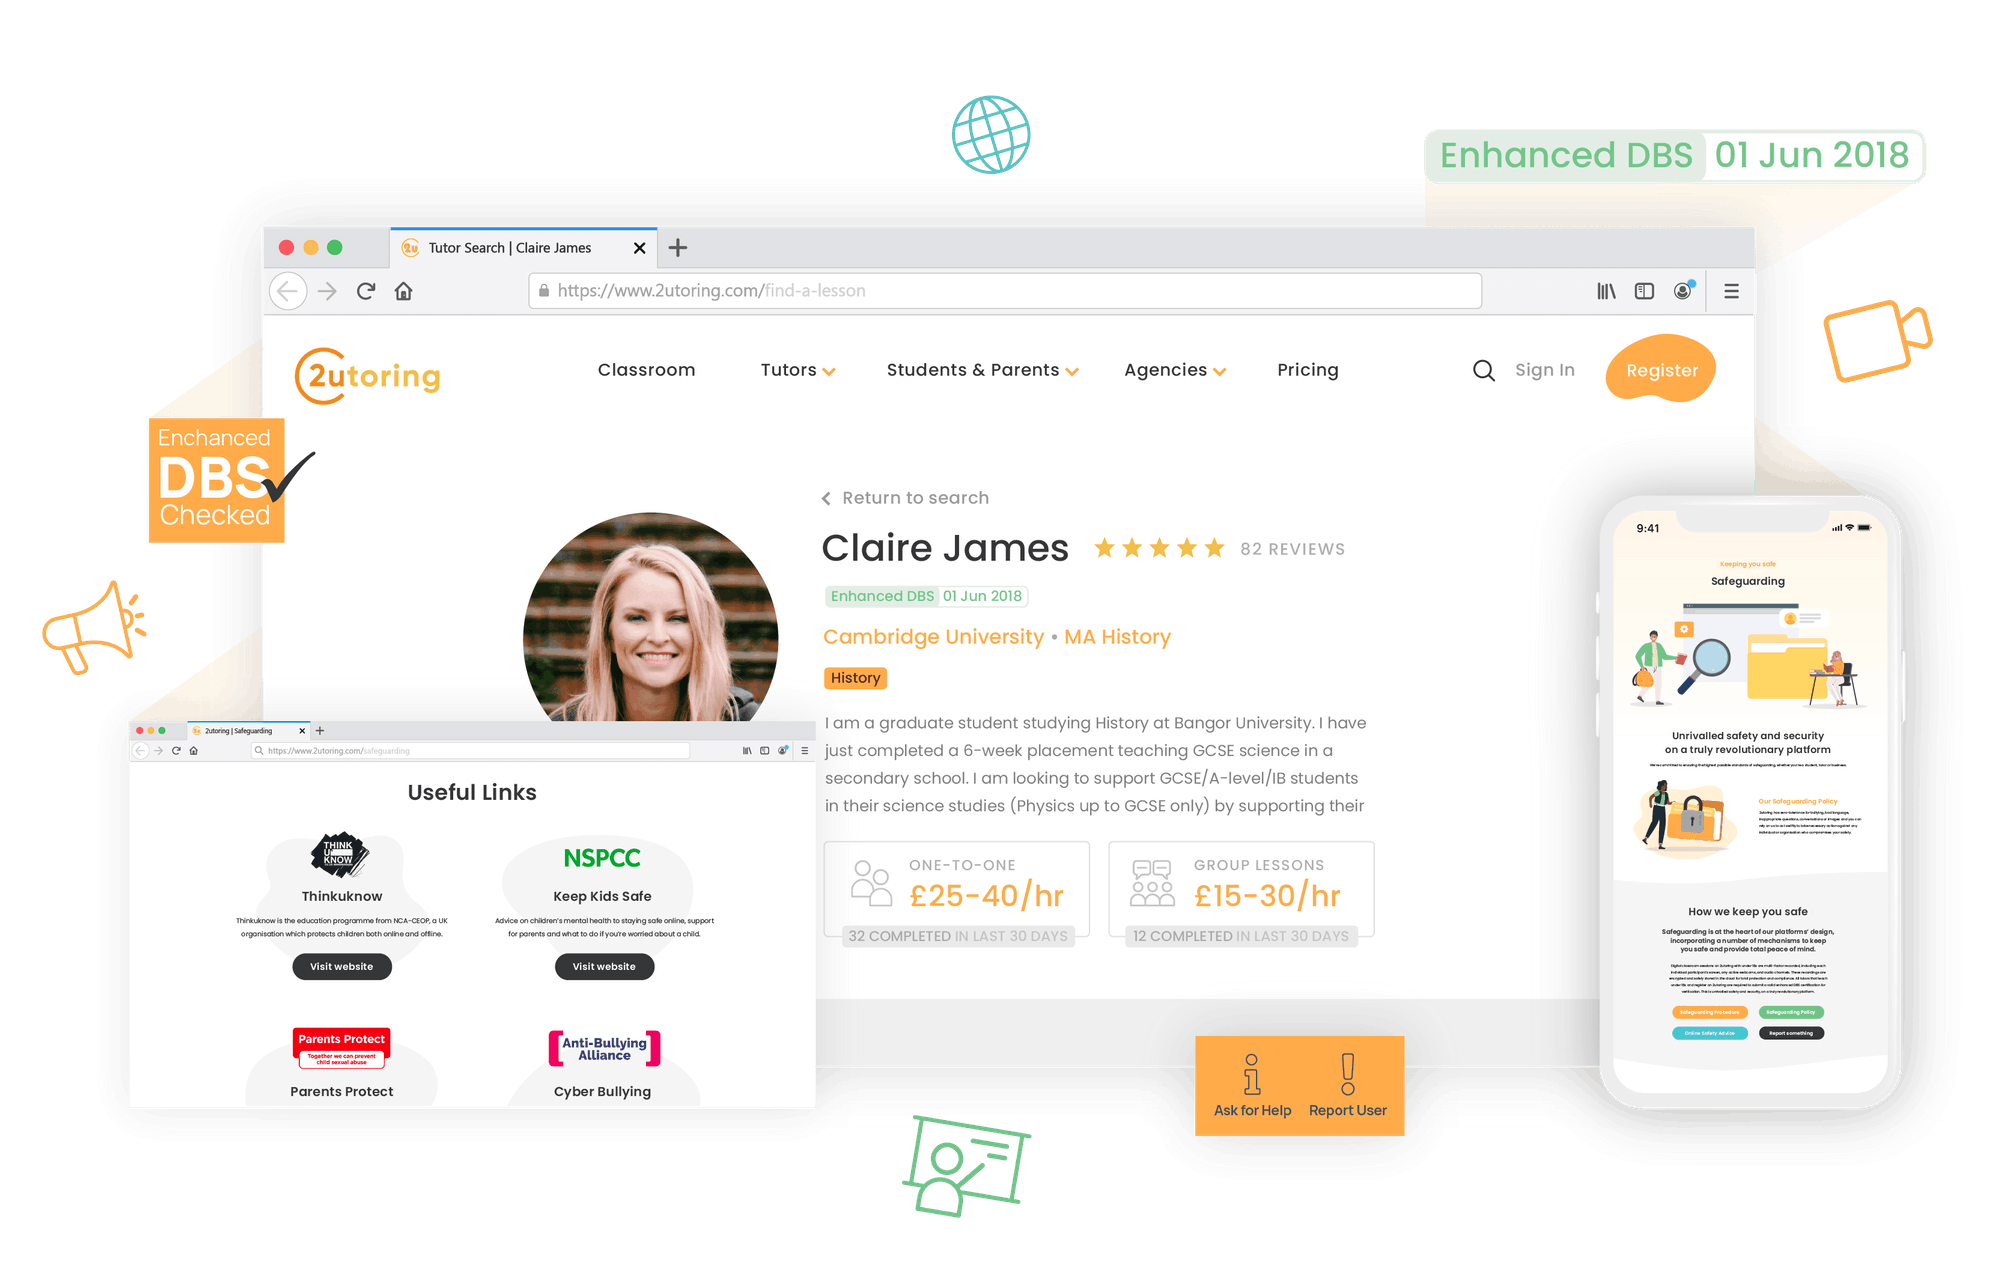 Enhanced DBS 01 Jun 2018
Tutor Search | Claire James
https://www.2utoring.com/find-a-lesson
2utoring
Classroom
Tutors
Students & Parents
Agencies
Pricing
Sign In
Register
Enchanced
DBS
Checked
Return to search
Claire James
82 REVIEWS
Enhanced DBS 01 Jun 2018
Cambridge University • MA History
History
I am a graduate student studying History at Bangor University. I have
just completed a 6-week placement teaching GCSE science in a
secondary school. I am looking to support GCSE/A-level/IB students
in their science studies (Physics up to GCSE only) by supporting their
ONE-TO-ONE
£25-40/hr
32 COMPLETED IN LAST 30 DAYS
GROUP LESSONS
£15-30/hr
12 COMPLETED IN LAST 30 DAYS
2utoring | Safeguarding
https://www.2utoring.com/safeguarding
Useful Links
THINK
U
KNOW
Thinkuknow
Thinkuknow is the education programme from NCA-CEOP, a UK
organisation which protects children both online and offline.
Visit website
NSPCC
Keep Kids Safe
Advice on children's mental health to staying safe online, support
for parents and what to do if you're worried about a child.
Visit website
Parents Protect
Together we can prevent
child sexual abuse
Parents Protect
Anti-Bullying
Alliance
Cyber Bullying
Ask for Help
Report User
9:41
Keeping you safe
Safeguarding
Unrivalled safety and security
on a truly revolutionary platform
Our Safeguarding Policy
How we keep you safe
Safeguarding is at the heart of our platforms' design,
incorporating a number of mechanisms to keep
you safe and provide total peace of mind.
Safeguarding Procedure
Safeguarding Policy
Online Safety Advice
Report something